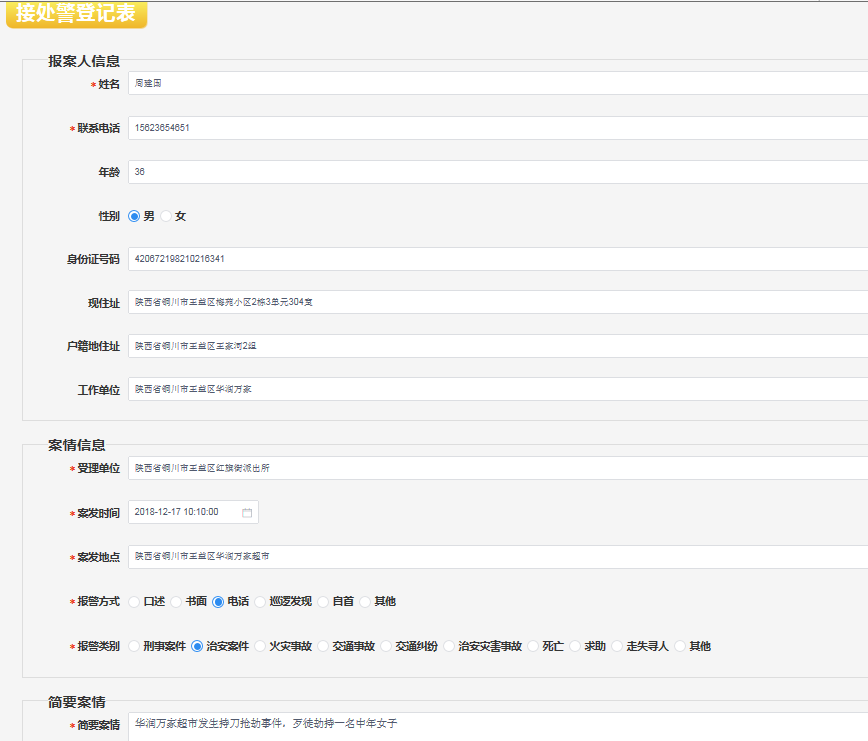 接处警登记表
报案人信息
*姓名 周建国
*联系电话 15623654651
年龄 36
性别 男 女
身份证号码 420672198210216341
现住址 陕西省铜川市王益区梅苑小区2栋3单元304室
户籍地住址 陕西省铜川市王益区王家河2组
工作单位 陕西省铜川市王益区华润万家
案情信息
*受理单位 陕西省铜川市王益区红旗街派出所
*案发时间 2018-12-17 10:10:00
*案发地点 陕西省铜川市王益区华润万家超市
*报警方式 口述 书面 电话 巡逻发现 自首 其他
*报警类别 刑事案件 治安案件 火灾事故 交通事故 交通纠纷 治安灾害事故 死亡 求助 走失寻人 其他
简要案情
*简要案情 华润万家超市发生持刀抢劫事件，歹徒劫持一名中年女子